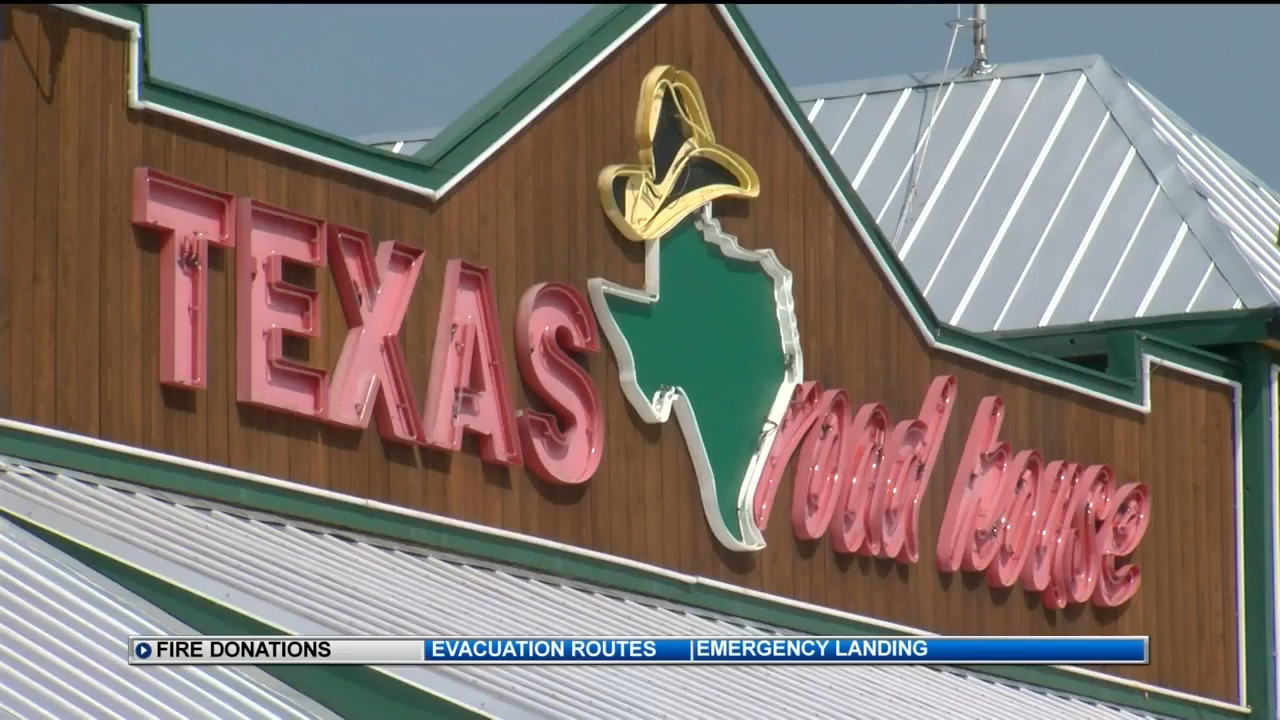 TEXAS
road house
FIRE DONATIONS EVACUATION ROUTES |EMERGENCY LANDING